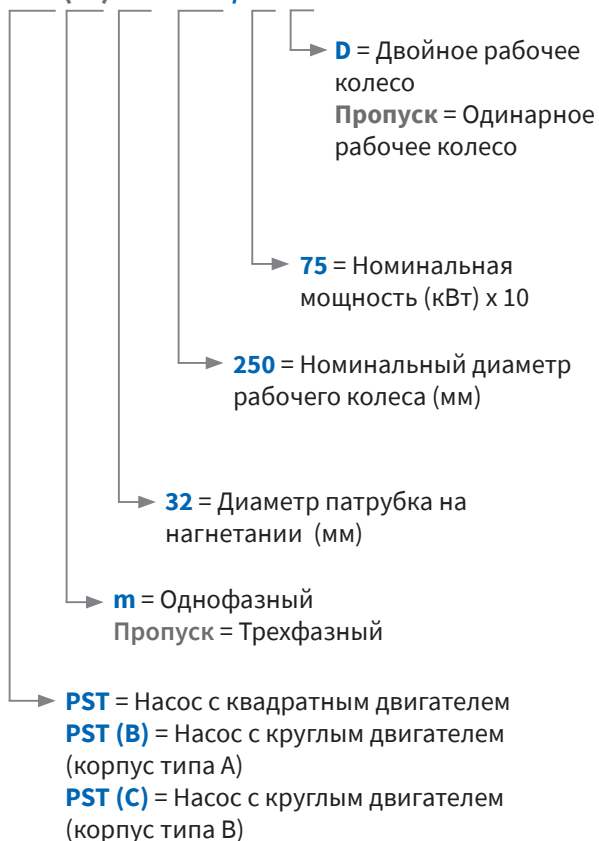 D = Двойное рабочее
колесо
Пропуск = Одинарное
рабочее колесо
75 = Номинальная
мощность (кВт) x 10
250 = Номинальный диаметр
рабочего колеса (мм)
32 = Диаметр патрубка на
нагнетании (мм)
m = Однофазный
Пропуск = Трехфазный
PST = Насос с квадратным двигателем
PST (B) = Насос с круглым двигателем
(корпус типа А)
PST (C) = Насос с круглым двигателем
(корпус типа В)